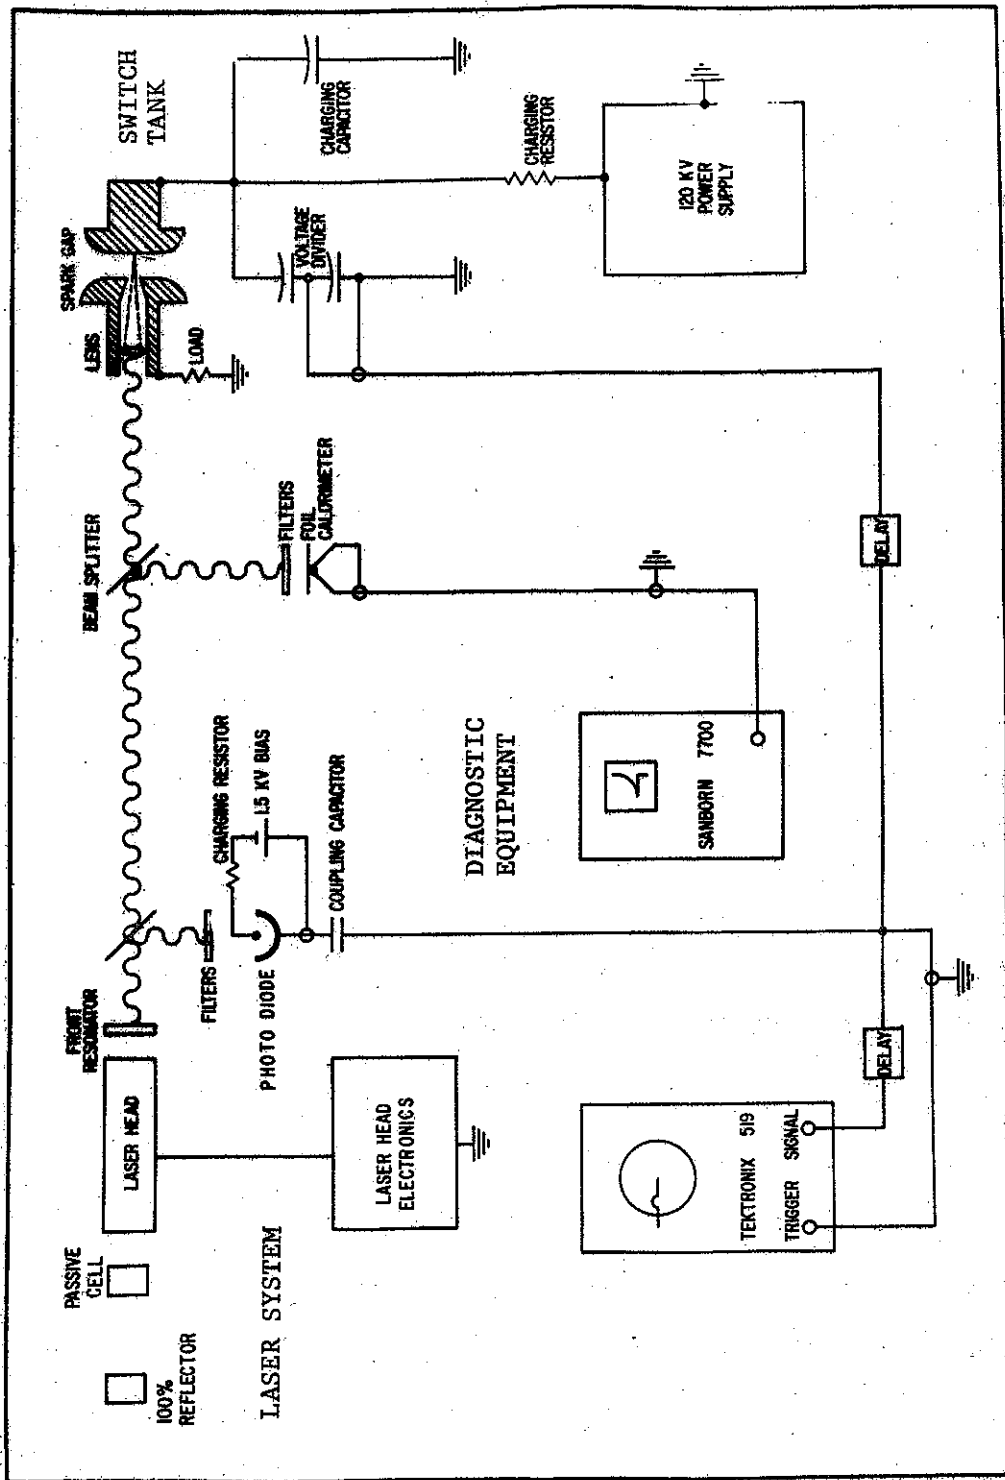 100%
REFLECTOR
PASSIVE
CELL
LASER HEAD
FRONT
RESONATOR
BEAM SPLITTER
LENS
SPARK GAP
SWITCH
TANK
LASER SYSTEM
LASER HEAD
ELECTRONICS
FILTERS
PHOTO DIODE
CHARGING RESISTOR
1.5 KV BIAS
COUPLING CAPACITOR
FILTERS
FOIL
CALORIMETER
LOAD
VOLTAGE
DIVIDER
CHARGING
CAPACITOR
DIAGNOSTIC
EQUIPMENT
CHARGING
RESISTOR
TEKTRONIX 519
TRIGGER SIGNAL
SANBORN 7700
120 KV
POWER
SUPPLY
DELAY
DELAY